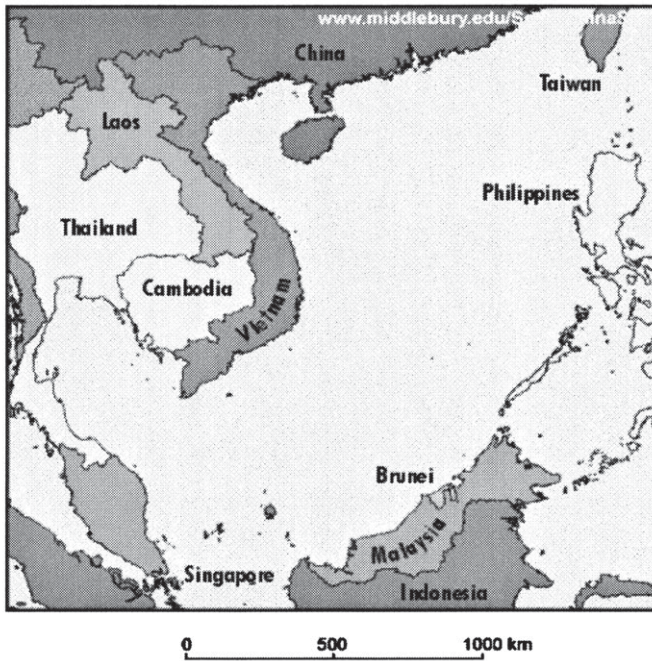 www.middlebury.edu/S
China
Taiwan
Laos
Philippines
Thailand
Cambodia
Vietnam
Brunei
Malaysia
Singapore
Indonesia
0 500 1000 km